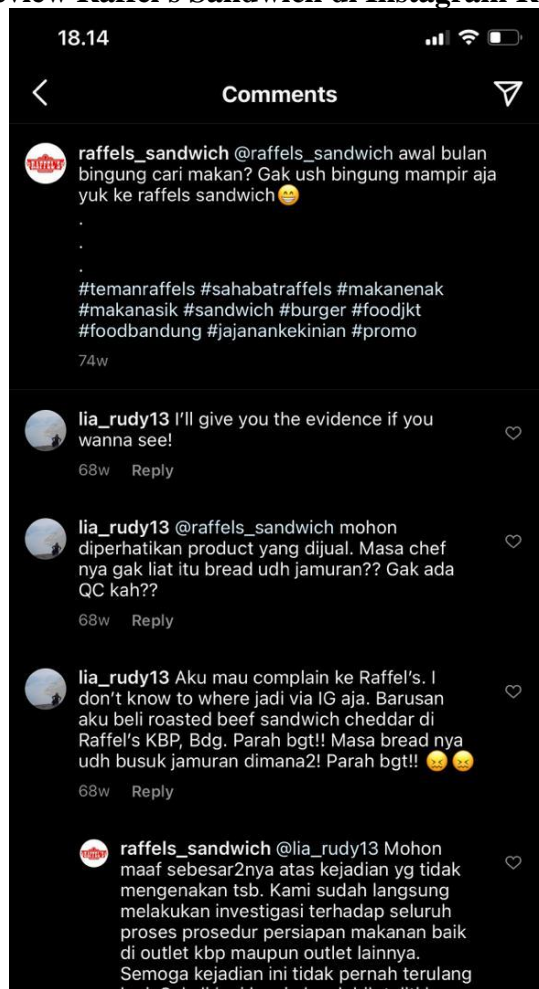 Raffel's Sandwich di Instagram
18.14
Comments
raffels_sandwich @raffels_sandwich awal bulan
bingung cari makan? Gak ush bingung mampir aja
yuk ke raffels sandwich😁
.
.
.
#temanraffels #sahabatraffels #makanenak
#makanasik #sandwich #burger #foodjkt
#foodbandung #jajanankekinian #promo
74w
lia_rudy13 I'll give you the evidence if you
wanna see!
68w Reply
lia_rudy13 @raffels_sandwich mohon
diperhatikan product yang dijual. Masa chef
nya gak liat itu bread udh jamuran?? Gak ada
QC kah??
68w Reply
lia_rudy13 Aku mau complain ke Raffel's. I
don't know to where jadi via IG aja. Barusan
aku beli roasted beef sandwich cheddar di
Raffel's KBP, Bdg. Parah bgt!! Masa bread nya
udh busuk jamuran dimana2! Parah bgt!! 😖😖
68w Reply
raffels_sandwich @lia_rudy13 Mohon
maaf sebesar2nya atas kejadian yg tidak
mengenakan tsb. Kami sudah langsung
melakukan investigasi terhadap seluruh
proses prosedur persiapan makanan baik
di outlet kbp maupun outlet lainnya.
Semoga kejadian ini tidak pernah terulang